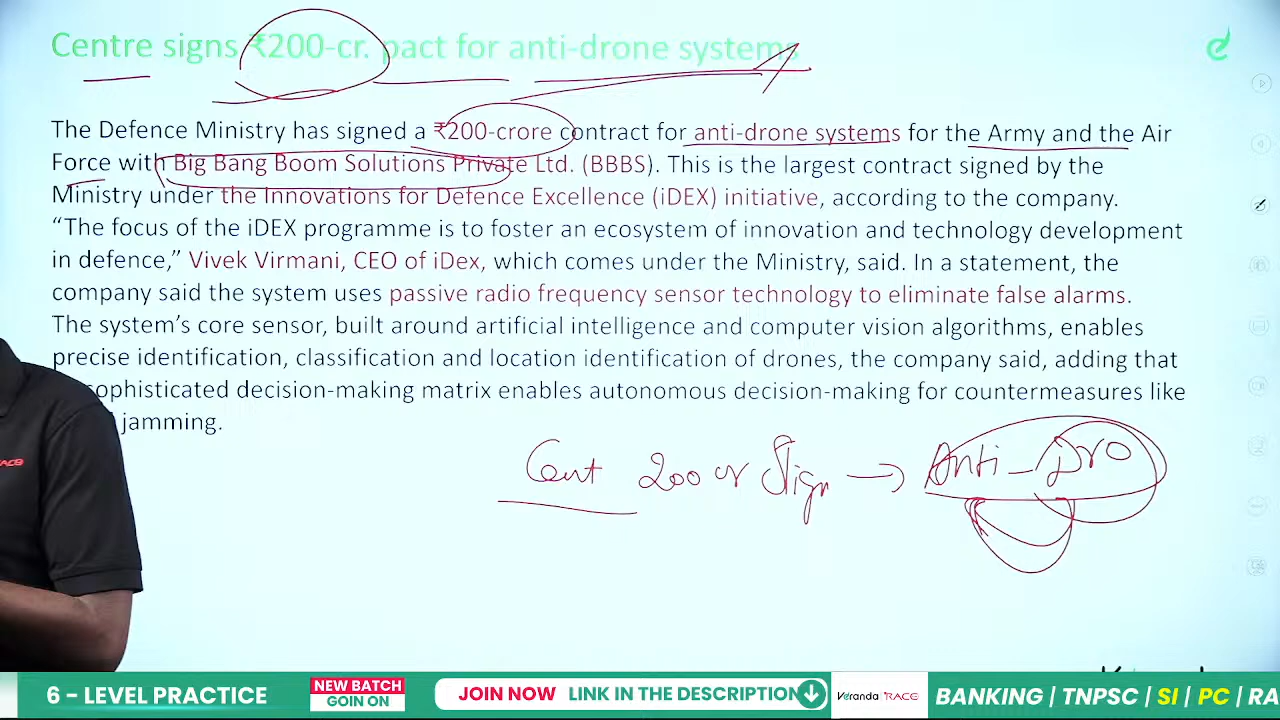 Centre signs ₹200-cr. pact for anti-drone systems
The Defence Ministry has signed a ₹200-crore contract for anti-drone systems for the Army and the Air
Force with Big Bang Boom Solutions Private Ltd. (BBBS). This is the largest contract signed by the
Ministry under the Innovations for Defence Excellence (iDEX) initiative, according to the company.
“The focus of the iDEX programme is to foster an ecosystem of innovation and technology development
in defence,” Vivek Virmani, CEO of iDex, which comes under the Ministry, said. In a statement, the
company said the system uses passive radio frequency sensor technology to eliminate false alarms.
The system’s core sensor, built around artificial intelligence and computer vision algorithms, enables
precise identification, classification and location identification of drones, the company said, adding that
sophisticated decision-making matrix enables autonomous decision-making for countermeasures like
jamming.
Cent 200 cr Sign → Anti-Dro
6 – LEVEL PRACTICE
NEW BATCH
GOIN ON
JOIN NOW LINK IN THE DESCRIPTION
Veranda RACE
BANKING | TNPSC | SI | PC | RA